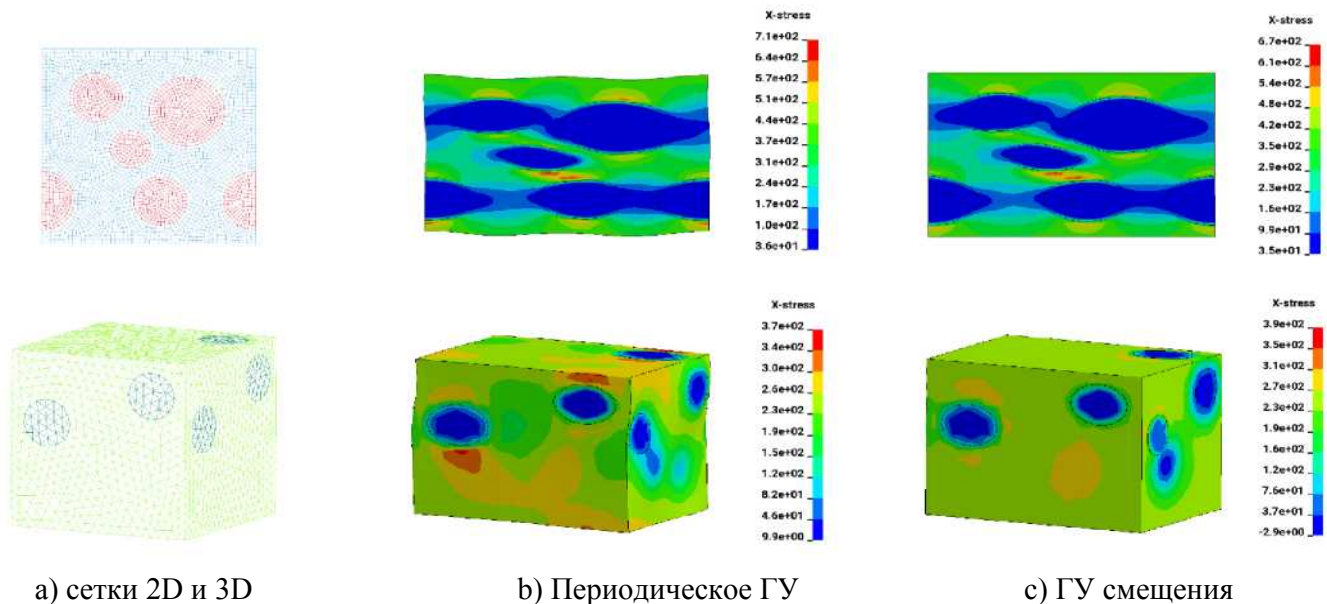 X-stress
7.1e+02
6.4e+02
5.7e+02
5.1e+02
4.4e+02
3.7e+02
3.1e+02
2.4e+02
1.7e+02
1.0e+02
3.6e+01
X-stress
6.7e+02
6.1e+02
5.4e+02
4.8e+02
4.2e+02
3.5e+02
2.9e+02
2.3e+02
1.6e+02
9.9e+01
3.5e+01
X-stress
3.7e+02
3.4e+02
3.0e+02
2.6e+02
2.3e+02
1.9e+02
1.5e+02
1.2e+02
8.2e+01
4.6e+01
9.9e+00
X-stress
3.9e+02
3.5e+02
3.1e+02
2.7e+02
2.3e+02
1.9e+02
1.6e+02
1.2e+02
7.6e+01
3.7e+01
-2.9e+00
a) сетки 2D и 3D
b) Периодическое ГУ
c) ГУ смещения